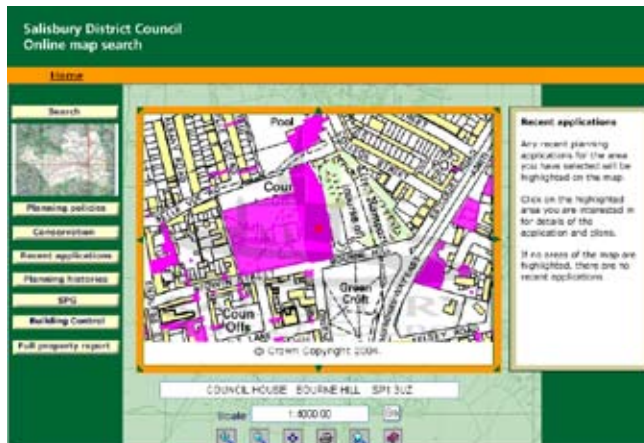 Salisbury District Council
Online map search
Home
Search
Planning policies
Conservation
Recent applications
Planning histories
SPG
Building Control
Full property report
Pool
Cour
Coun
Offs
Green
Croft
© Crown Copyright 2004.
COUNCIL HOUSE BOURNE HILL SP1 3UZ
Scale 1:4000.00
Recent applications
Any recent planning
applications for the area
you have selected will be
highlighted on the map.
Click on the highlighted
area you are interested in
for details of the
application and plans.
If no areas of the map are
highlighted, there are no
recent applications